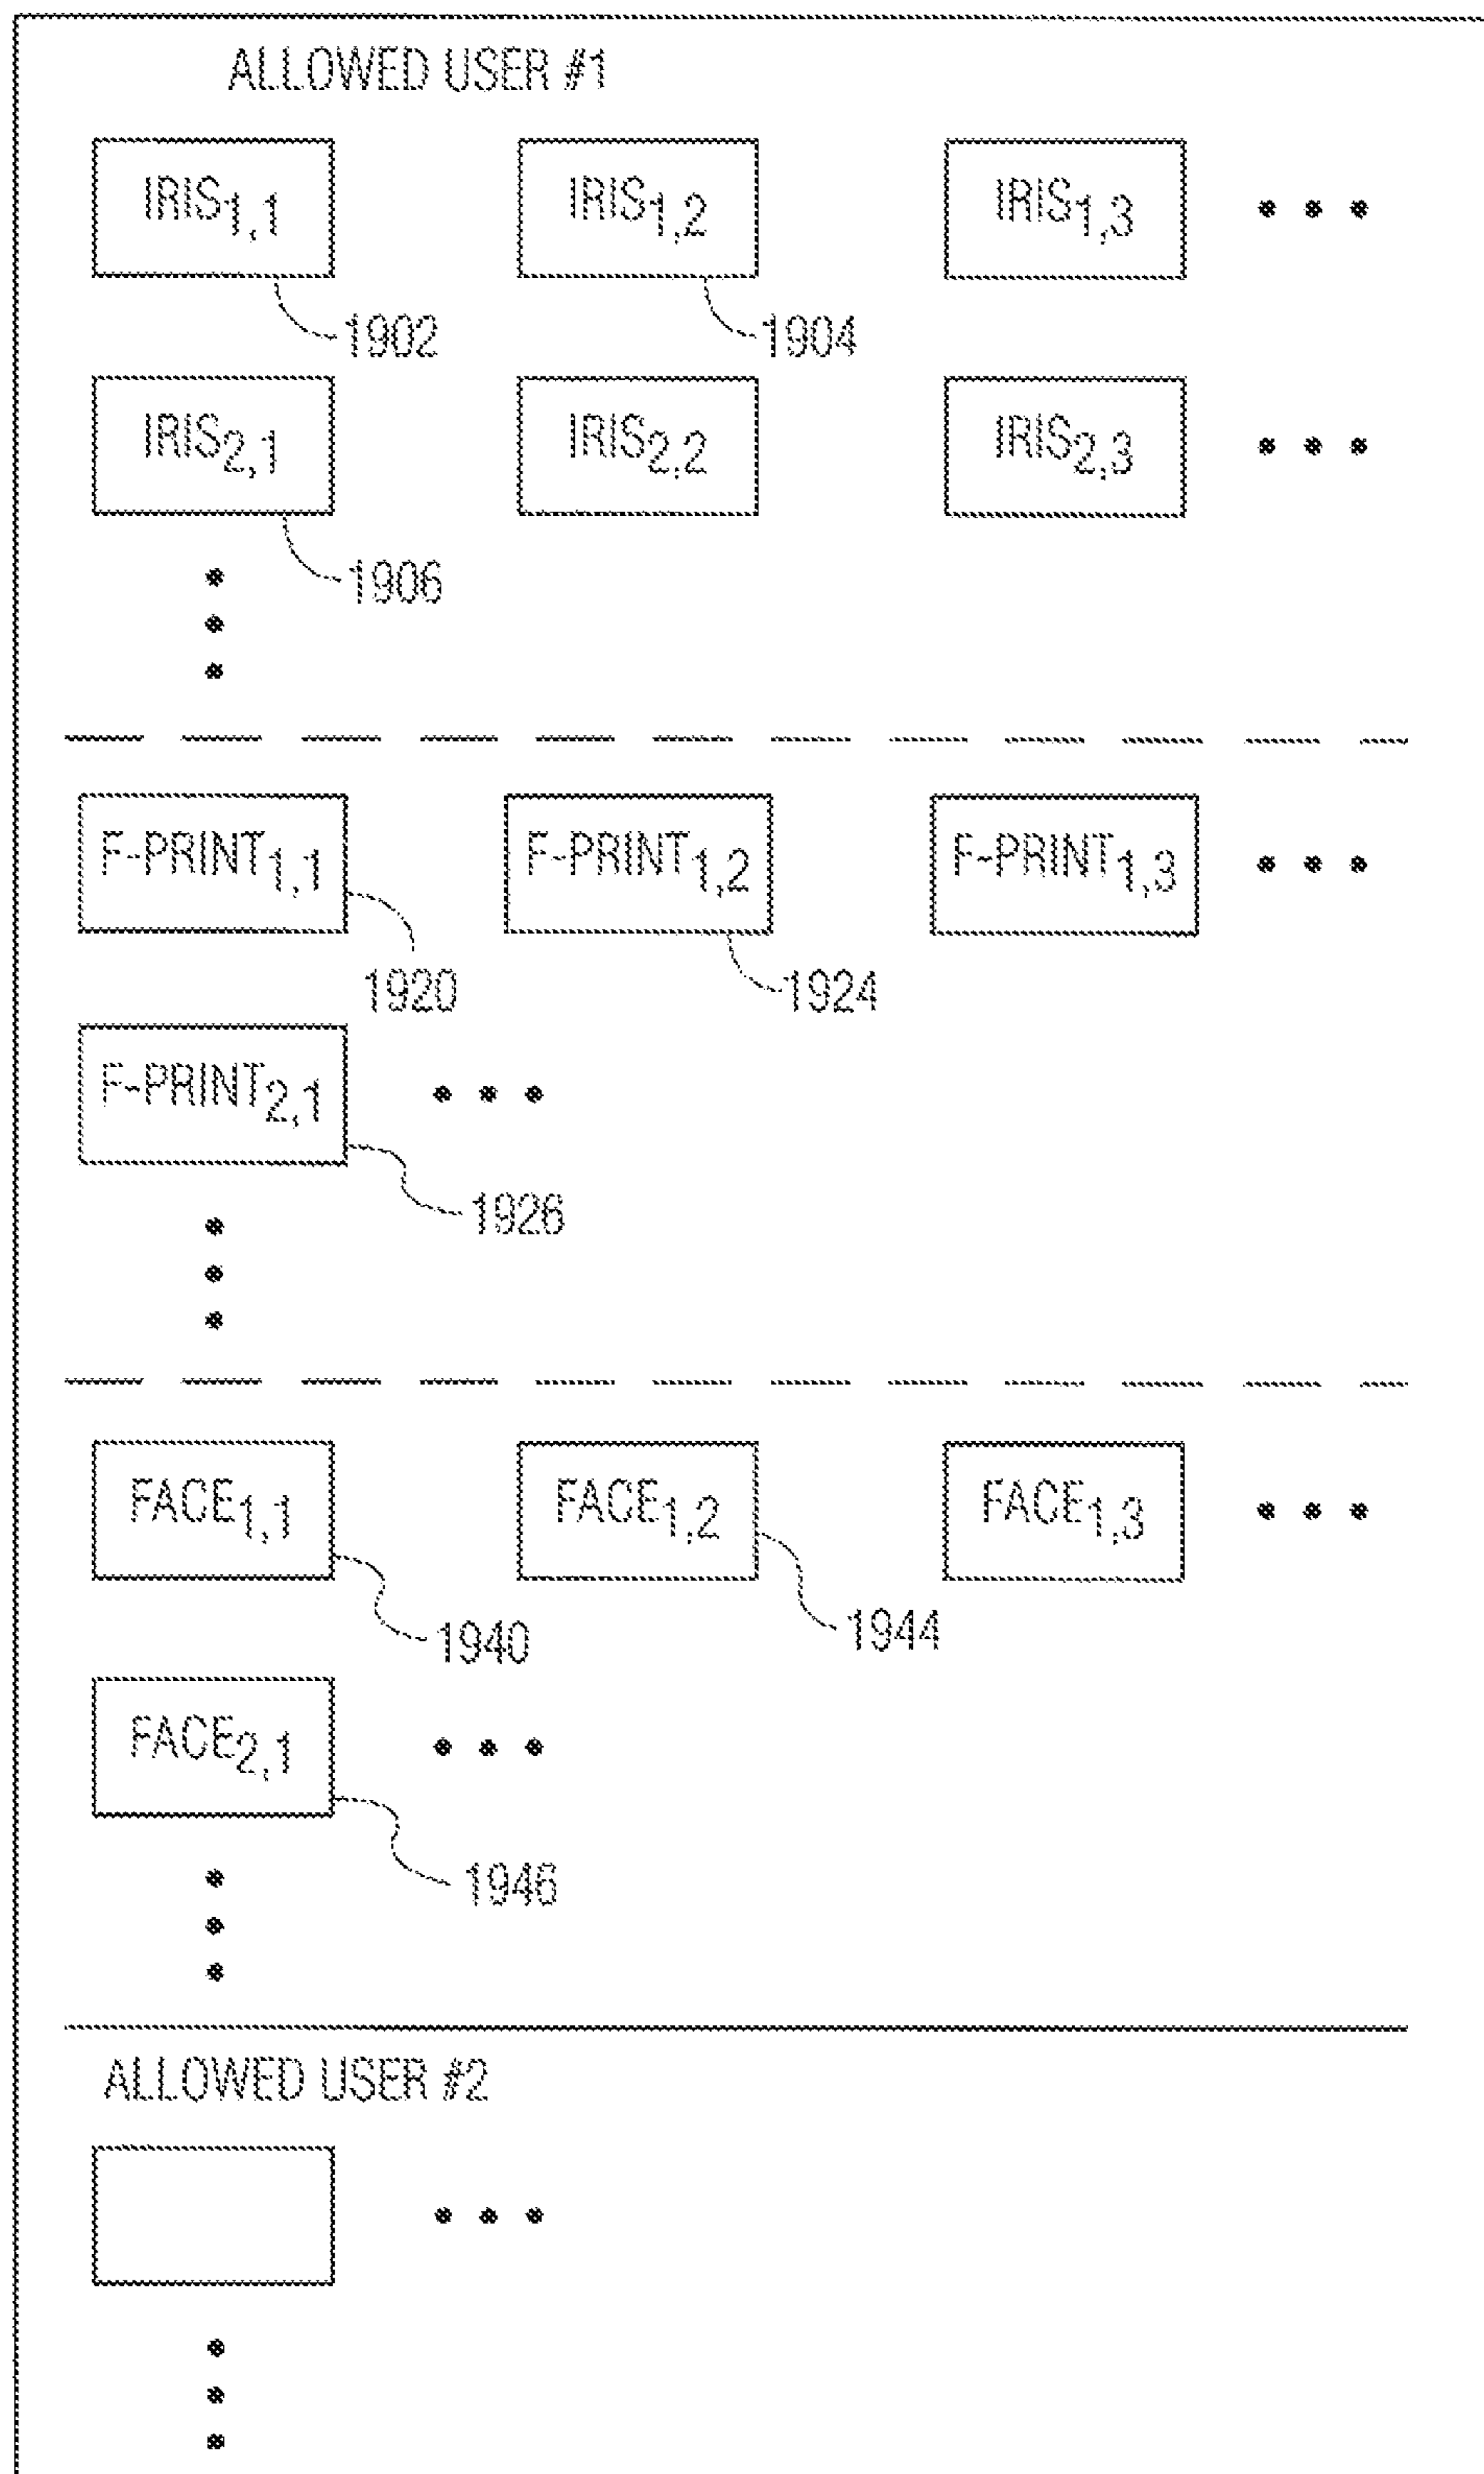 ALLOWED USER #1
IRIS1,1 IRIS1,2 IRIS1,3
1902 1904
IRIS2,1 IRIS2,2 IRIS2,3
1906
F-PRINT1,1 F-PRINT1,2 F-PRINT1,3
1920 1924
F-PRINT2,1
1926
FACE1,1 FACE1,2 FACE1,3
1940 1944
FACE2,1
1946
ALLOWED USER #2